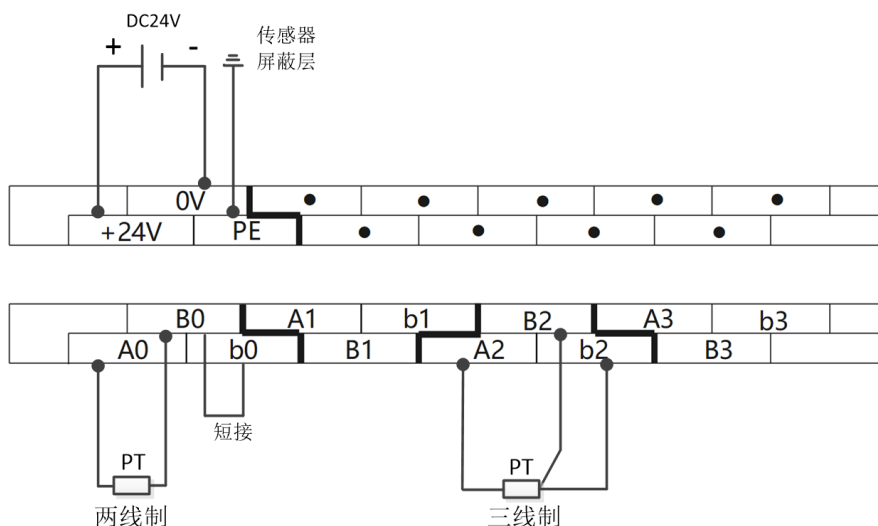 DC24V
+ -
传感器
屏蔽层
0V
+24V PE
B0 A1 b1 B2 A3 b3
A0 b0 B1 A2 b2 B3
短接
PT PT
两线制 三线制